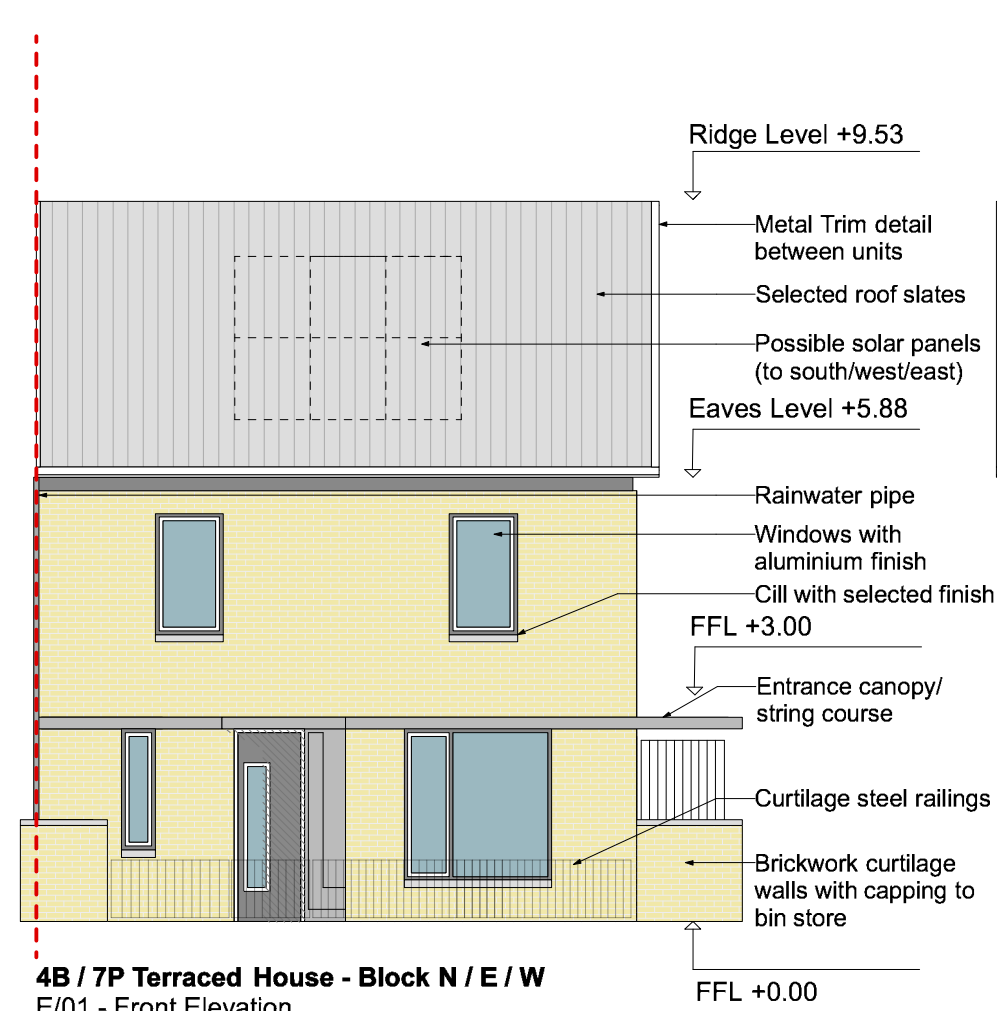 Ridge Level +9.53
Metal Trim detail
between units
Selected roof slates
Possible solar panels
(to south/west/east)
Eaves Level +5.88
Rainwater pipe
Windows with
aluminium finish
Cill with selected finish
FFL +3.00
Entrance canopy/
string course
Curtilage steel railings
Brickwork curtilage
walls with capping to
bin store
FFL +0.00
4B / 7P Terraced House - Block N / E / W
E/01 - Front Elevation